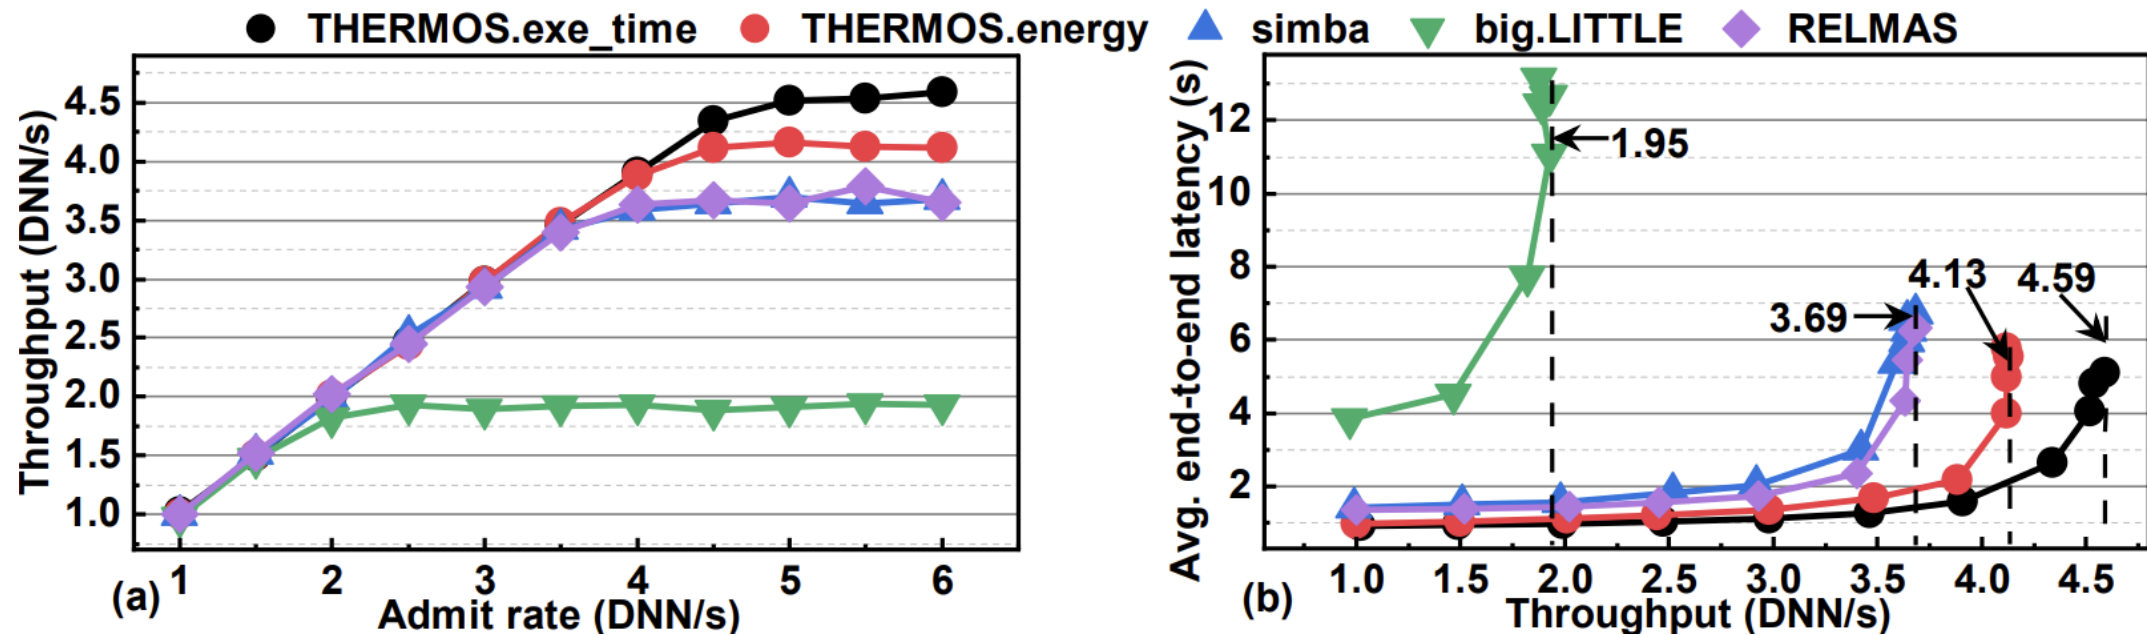 THERMOS.exe_time THERMOS.energy simba big.LITTLE RELMAS
Throughput (DNN/s)
4.5
4.0
3.5
3.0
2.5
2.0
1.5
1.0
1 2 3 4 5 6
(a) Admit rate (DNN/s)
Avg. end-to-end latency (s)
12
10
8
6
4
2
1.95
3.69
4.13
4.59
1.0 1.5 2.0 2.5 3.0 3.5 4.0 4.5
(b) Throughput (DNN/s)